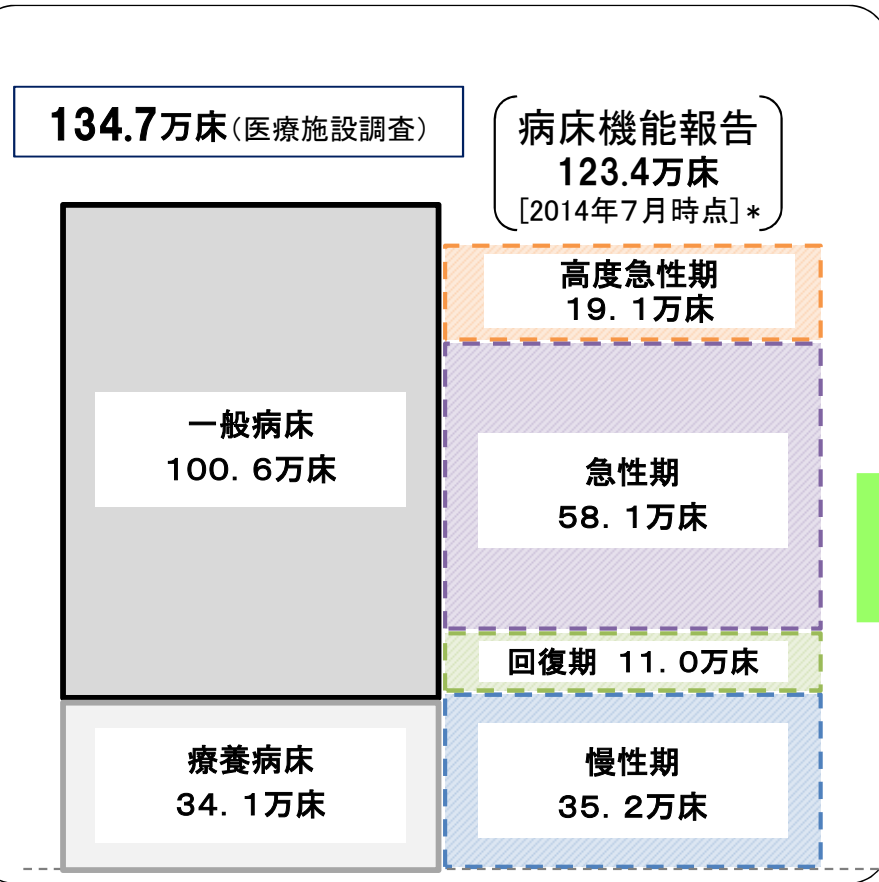 134.7万床(医療施設調査)
病床機能報告
123.4万床
[2014年7月時点]*
一般病床
100.6万床
療養病床
34.1万床
高度急性期
19.1万床
急性期
58.1万床
回復期 11.0万床
慢性期
35.2万床